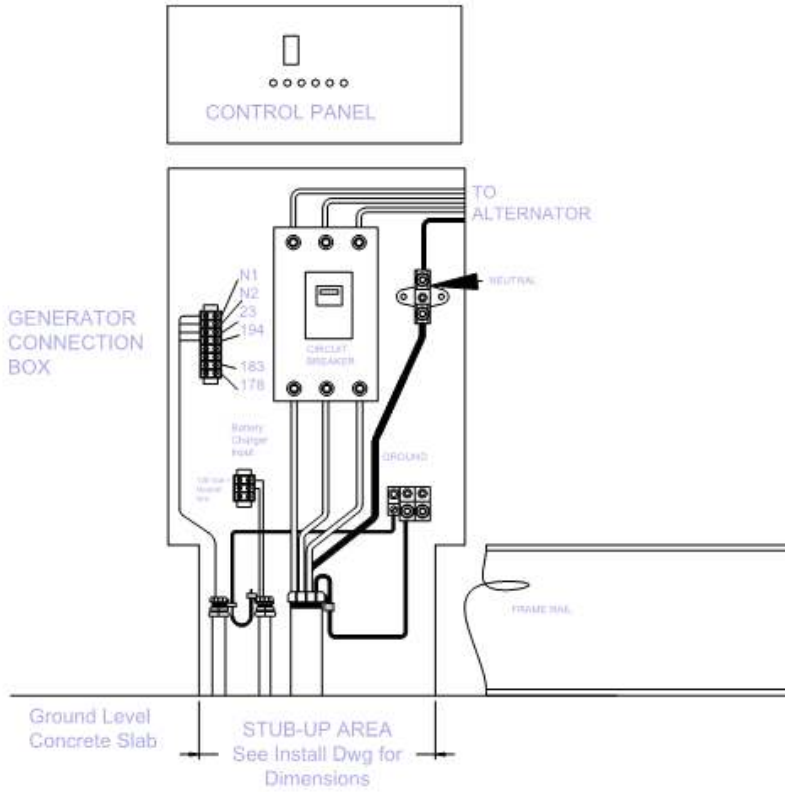 CONTROL PANEL
TO
ALTERNATOR
NEUTRAL
N1
N2
23
194
183
178
GENERATOR
CONNECTION
BOX
CIRCUIT
BREAKER
Battery
Charger
Input
GROUND
FRAME RAIL
Ground Level
Concrete Slab
STUB-UP AREA
See Install Dwg for
Dimensions